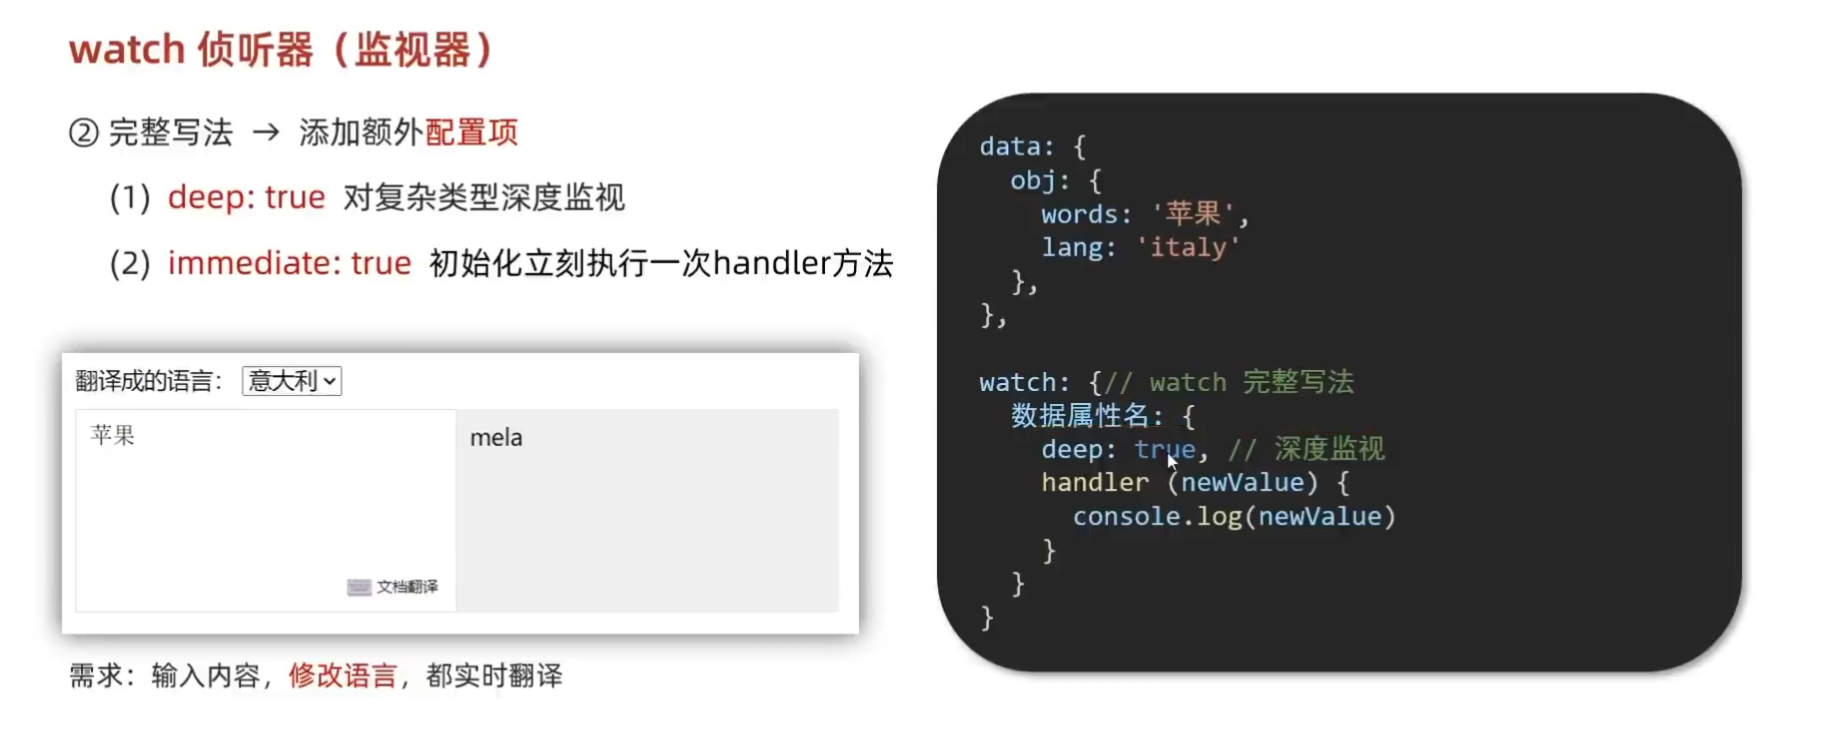 watch 侦听器（监视器）
② 完整写法 → 添加额外配置项
(1) deep: true 对复杂类型深度监视
(2) immediate: true 初始化立刻执行一次handler方法
翻译成的语言： 意大利
苹果
mela
文档翻译
需求：输入内容，修改语言，都实时翻译
data: {
obj: {
words: '苹果',
lang: 'italy'
},
},
watch: {// watch 完整写法
数据属性名: {
deep: true, // 深度监视
handler (newValue) {
console.log(newValue)
}
}
}